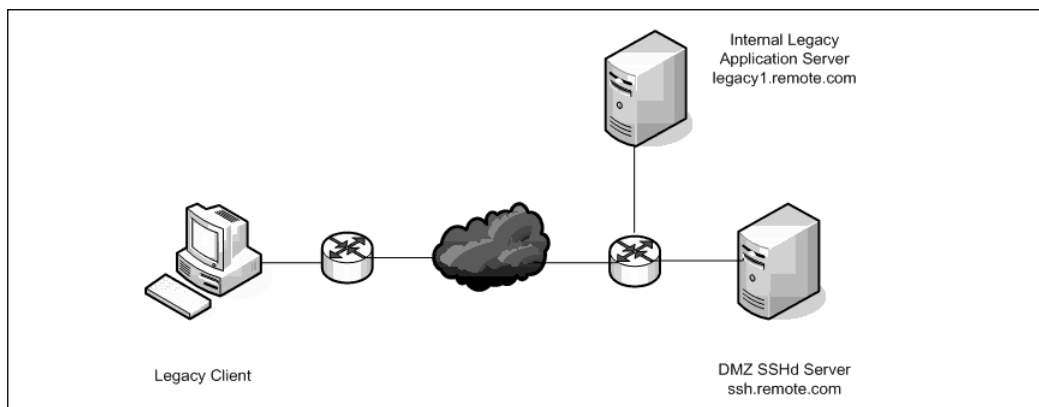 Internal Legacy
Application Server
legacy1.remote.com
Legacy Client
DMZ SSHd Server
ssh.remote.com